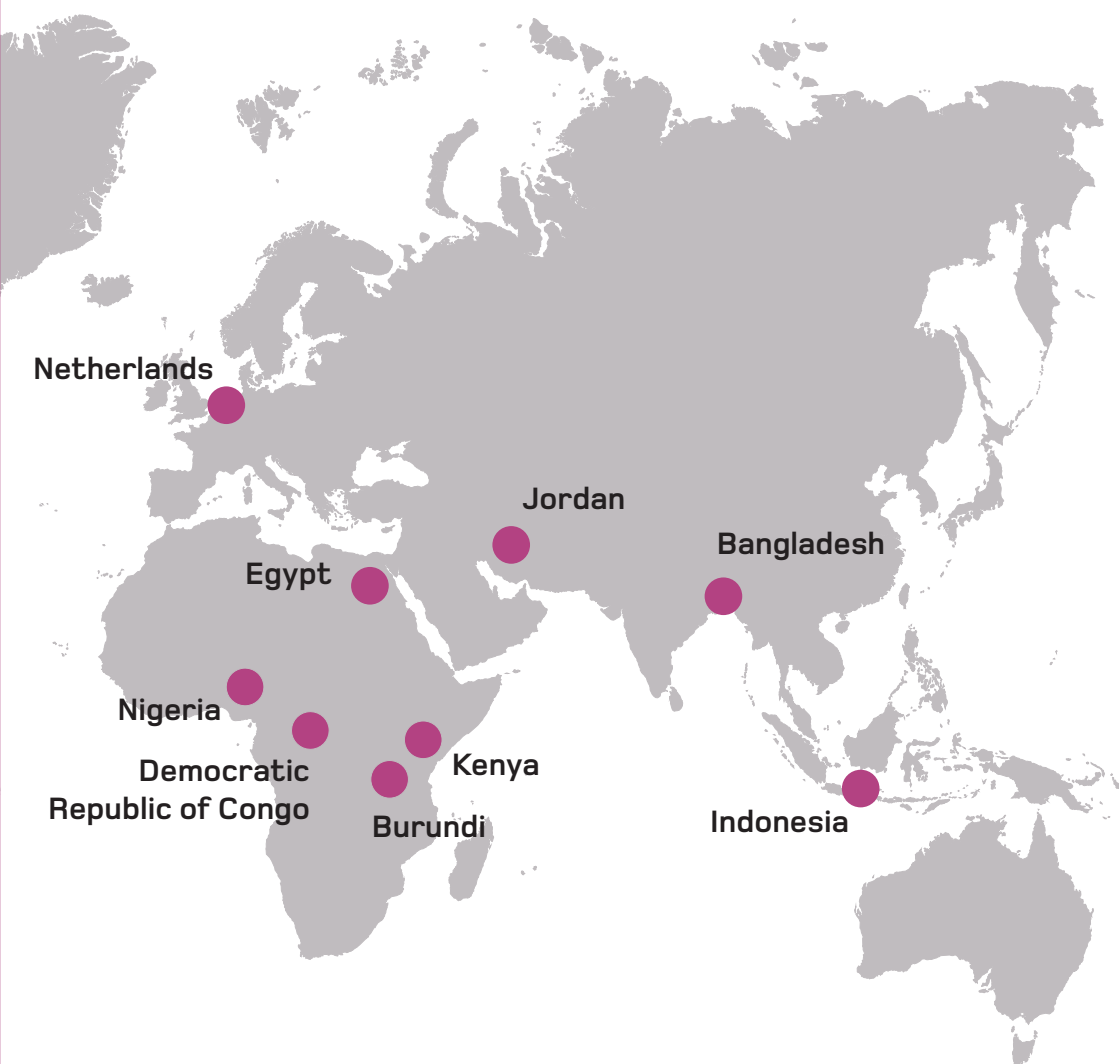 Netherlands
Jordan
Bangladesh
Egypt
Nigeria
Democratic
Republic of Congo
Kenya
Burundi
Indonesia